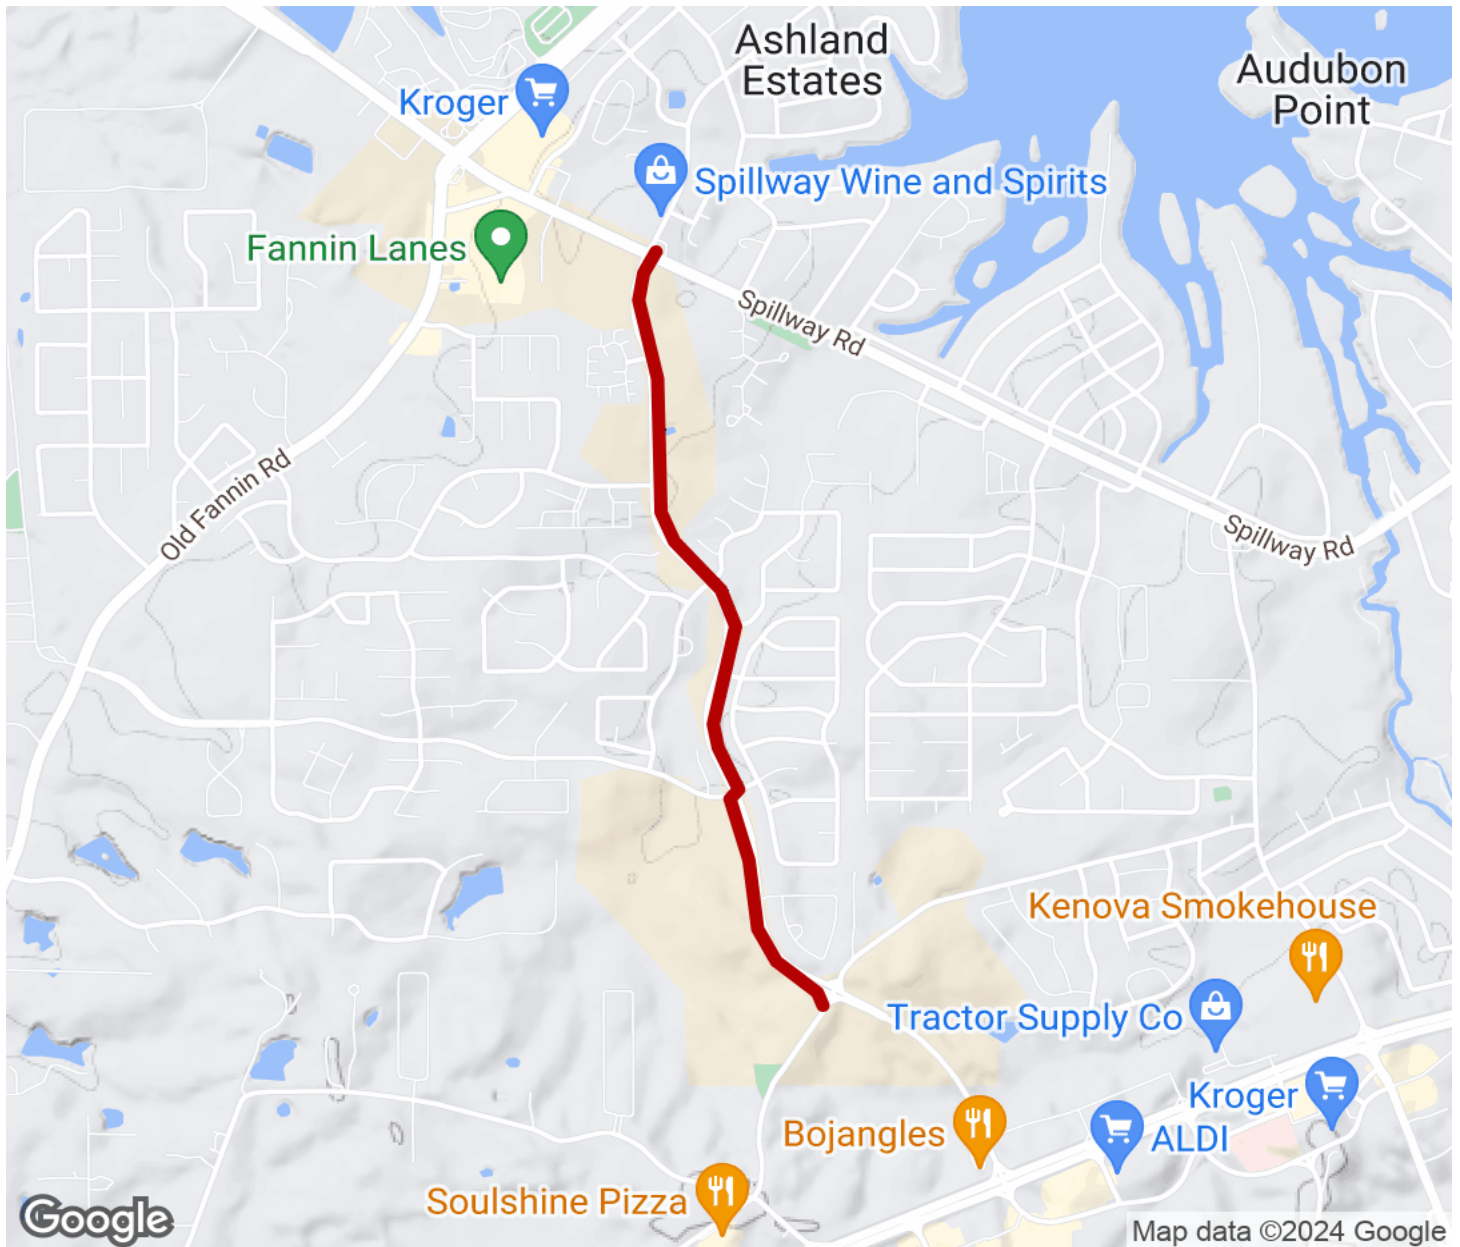 Ashland
Estates
Audubon
Point
Kroger
Spillway Wine and Spirits
Fannin Lanes
Spillway Rd
Old Fannin Rd
Spillway Rd
Kenova Smokehouse
Tractor Supply Co
Kroger
Bojangles
ALDI
Soulshine Pizza
Google
Map data ©2024 Google